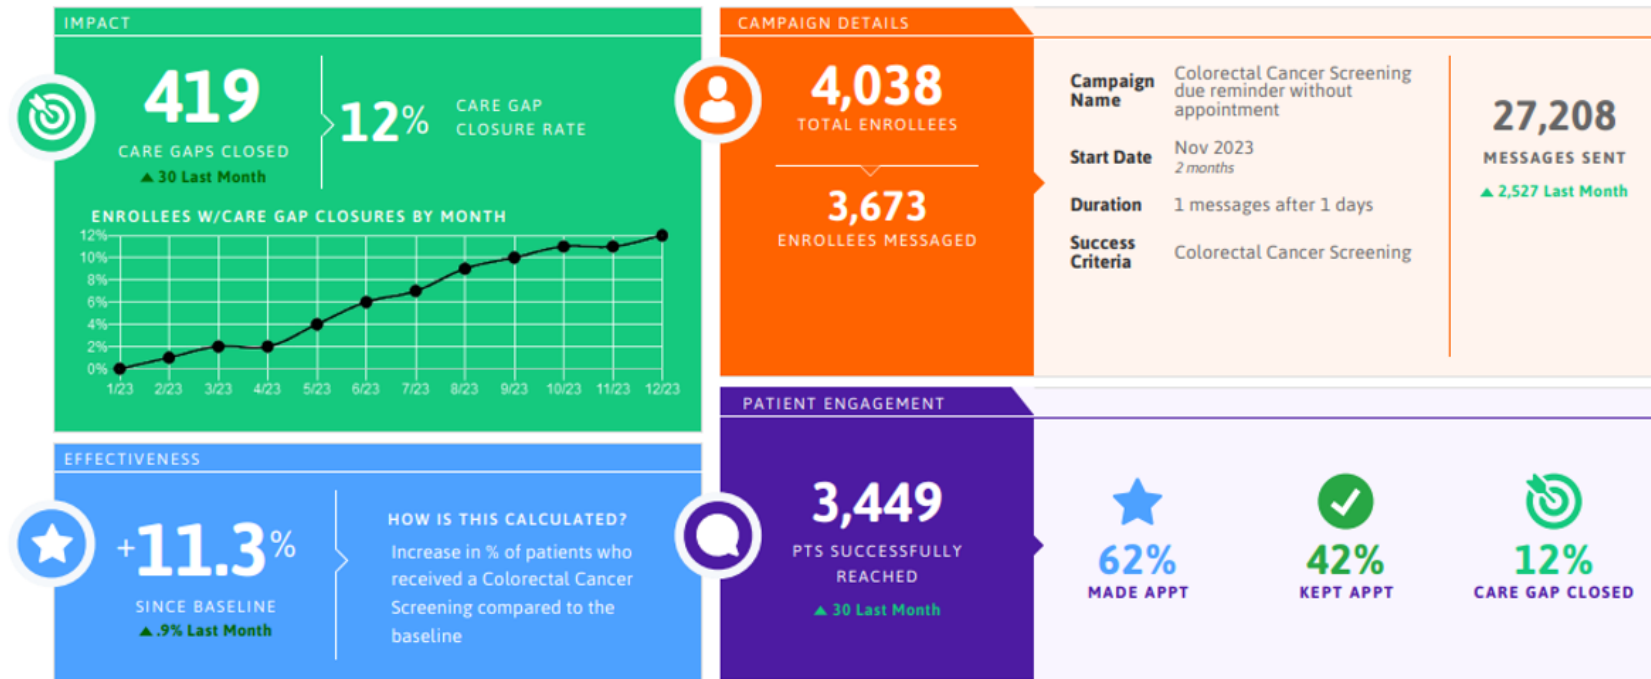 IMPACT
419
CARE GAPS CLOSED
▲ 30 Last Month
12%
CARE GAP
CLOSURE RATE
ENROLLEES W/CARE GAP CLOSURES BY MONTH
12%
10%
8%
6%
4%
2%
0%
1/23 2/23 3/23 4/23 5/23 6/23 7/23 8/23 9/23 10/23 11/23 12/23
EFFECTIVENESS
+11.3%
SINCE BASELINE
▲ .9% Last Month
HOW IS THIS CALCULATED?
Increase in % of patients who
received a Colorectal Cancer
Screening compared to the
baseline
CAMPAIGN DETAILS
4,038
TOTAL ENROLLEES
3,673
ENROLLEES MESSAGED
Campaign
Name
Colorectal Cancer Screening
due reminder without
appointment
Start Date
Nov 2023
2 months
Duration
1 messages after 1 days
Success
Criteria
Colorectal Cancer Screening
27,208
MESSAGES SENT
▲ 2,527 Last Month
PATIENT ENGAGEMENT
3,449
PTS SUCCESSFULLY
REACHED
▲ 30 Last Month
62%
MADE APPT
42%
KEPT APPT
12%
CARE GAP CLOSED